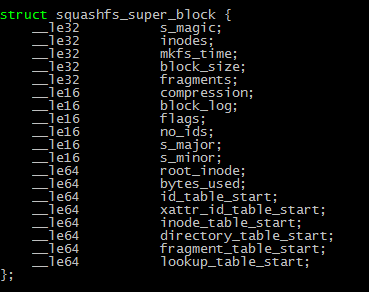 struct squashfs_super_block {
    __le32          s_magic;
    __le32          inodes;
    __le32          mkfs_time;
    __le32          block_size;
    __le32          fragments;
    __le16          compression;
    __le16          block_log;
    __le16          flags;
    __le16          no_ids;
    __le16          s_major;
    __le16          s_minor;
    __le64          root_inode;
    __le64          bytes_used;
    __le64          id_table_start;
    __le64          xattr_id_table_start;
    __le64          inode_table_start;
    __le64          directory_table_start;
    __le64          fragment_table_start;
    __le64          lookup_table_start;
};